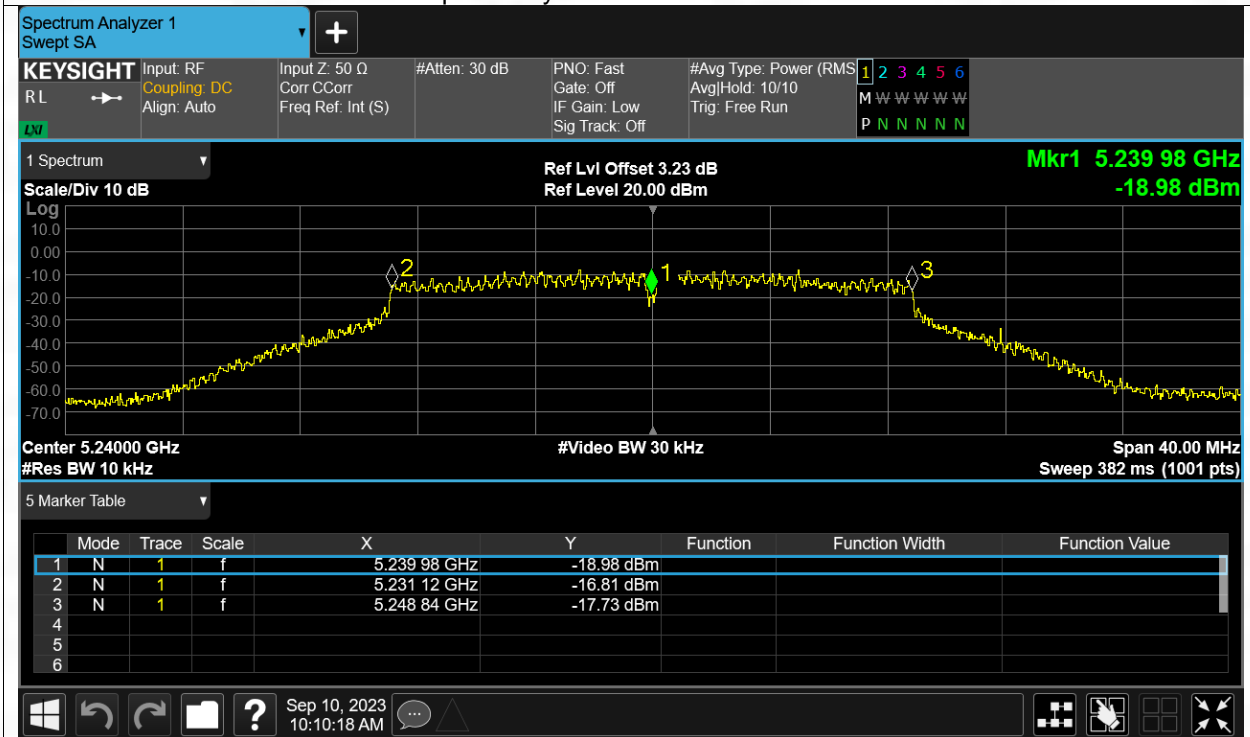 Spectrum Analyzer 1
Swept SA
+
KEYSIGHT Input: RF Input Z: 50 Ω #Atten: 30 dB PNO: Fast #Avg Type: Power (RMS 1 2 3 4 5 6
R L Coupling: DC Corr CCorr Gate: Off Avg|Hold: 10/10 M W W W W W
Align: Auto Freq Ref: Int (S) IF Gain: Low Trig: Free Run
LXI Sig Track: Off P N N N N N
1 Spectrum Ref Lvl Offset 3.23 dB Mkr1 5.239 98 GHz
Scale/Div 10 dB Ref Level 20.00 dBm -18.98 dBm
Log
10.0
0.00
-10.0
-20.0
-30.0
-40.0
-50.0
-60.0
-70.0
2 1 3
Center 5.24000 GHz #Video BW 30 kHz Span 40.00 MHz
#Res BW 10 kHz Sweep 382 ms (1001 pts)
5 Marker Table
Mode Trace Scale X Y Function Function Width Function Value
1 N 1 f 5.239 98 GHz -18.98 dBm
2 N 1 f 5.231 12 GHz -16.81 dBm
3 N 1 f 5.248 84 GHz -17.73 dBm
4
5
6
? Sep 10, 2023
10:10:18 AM